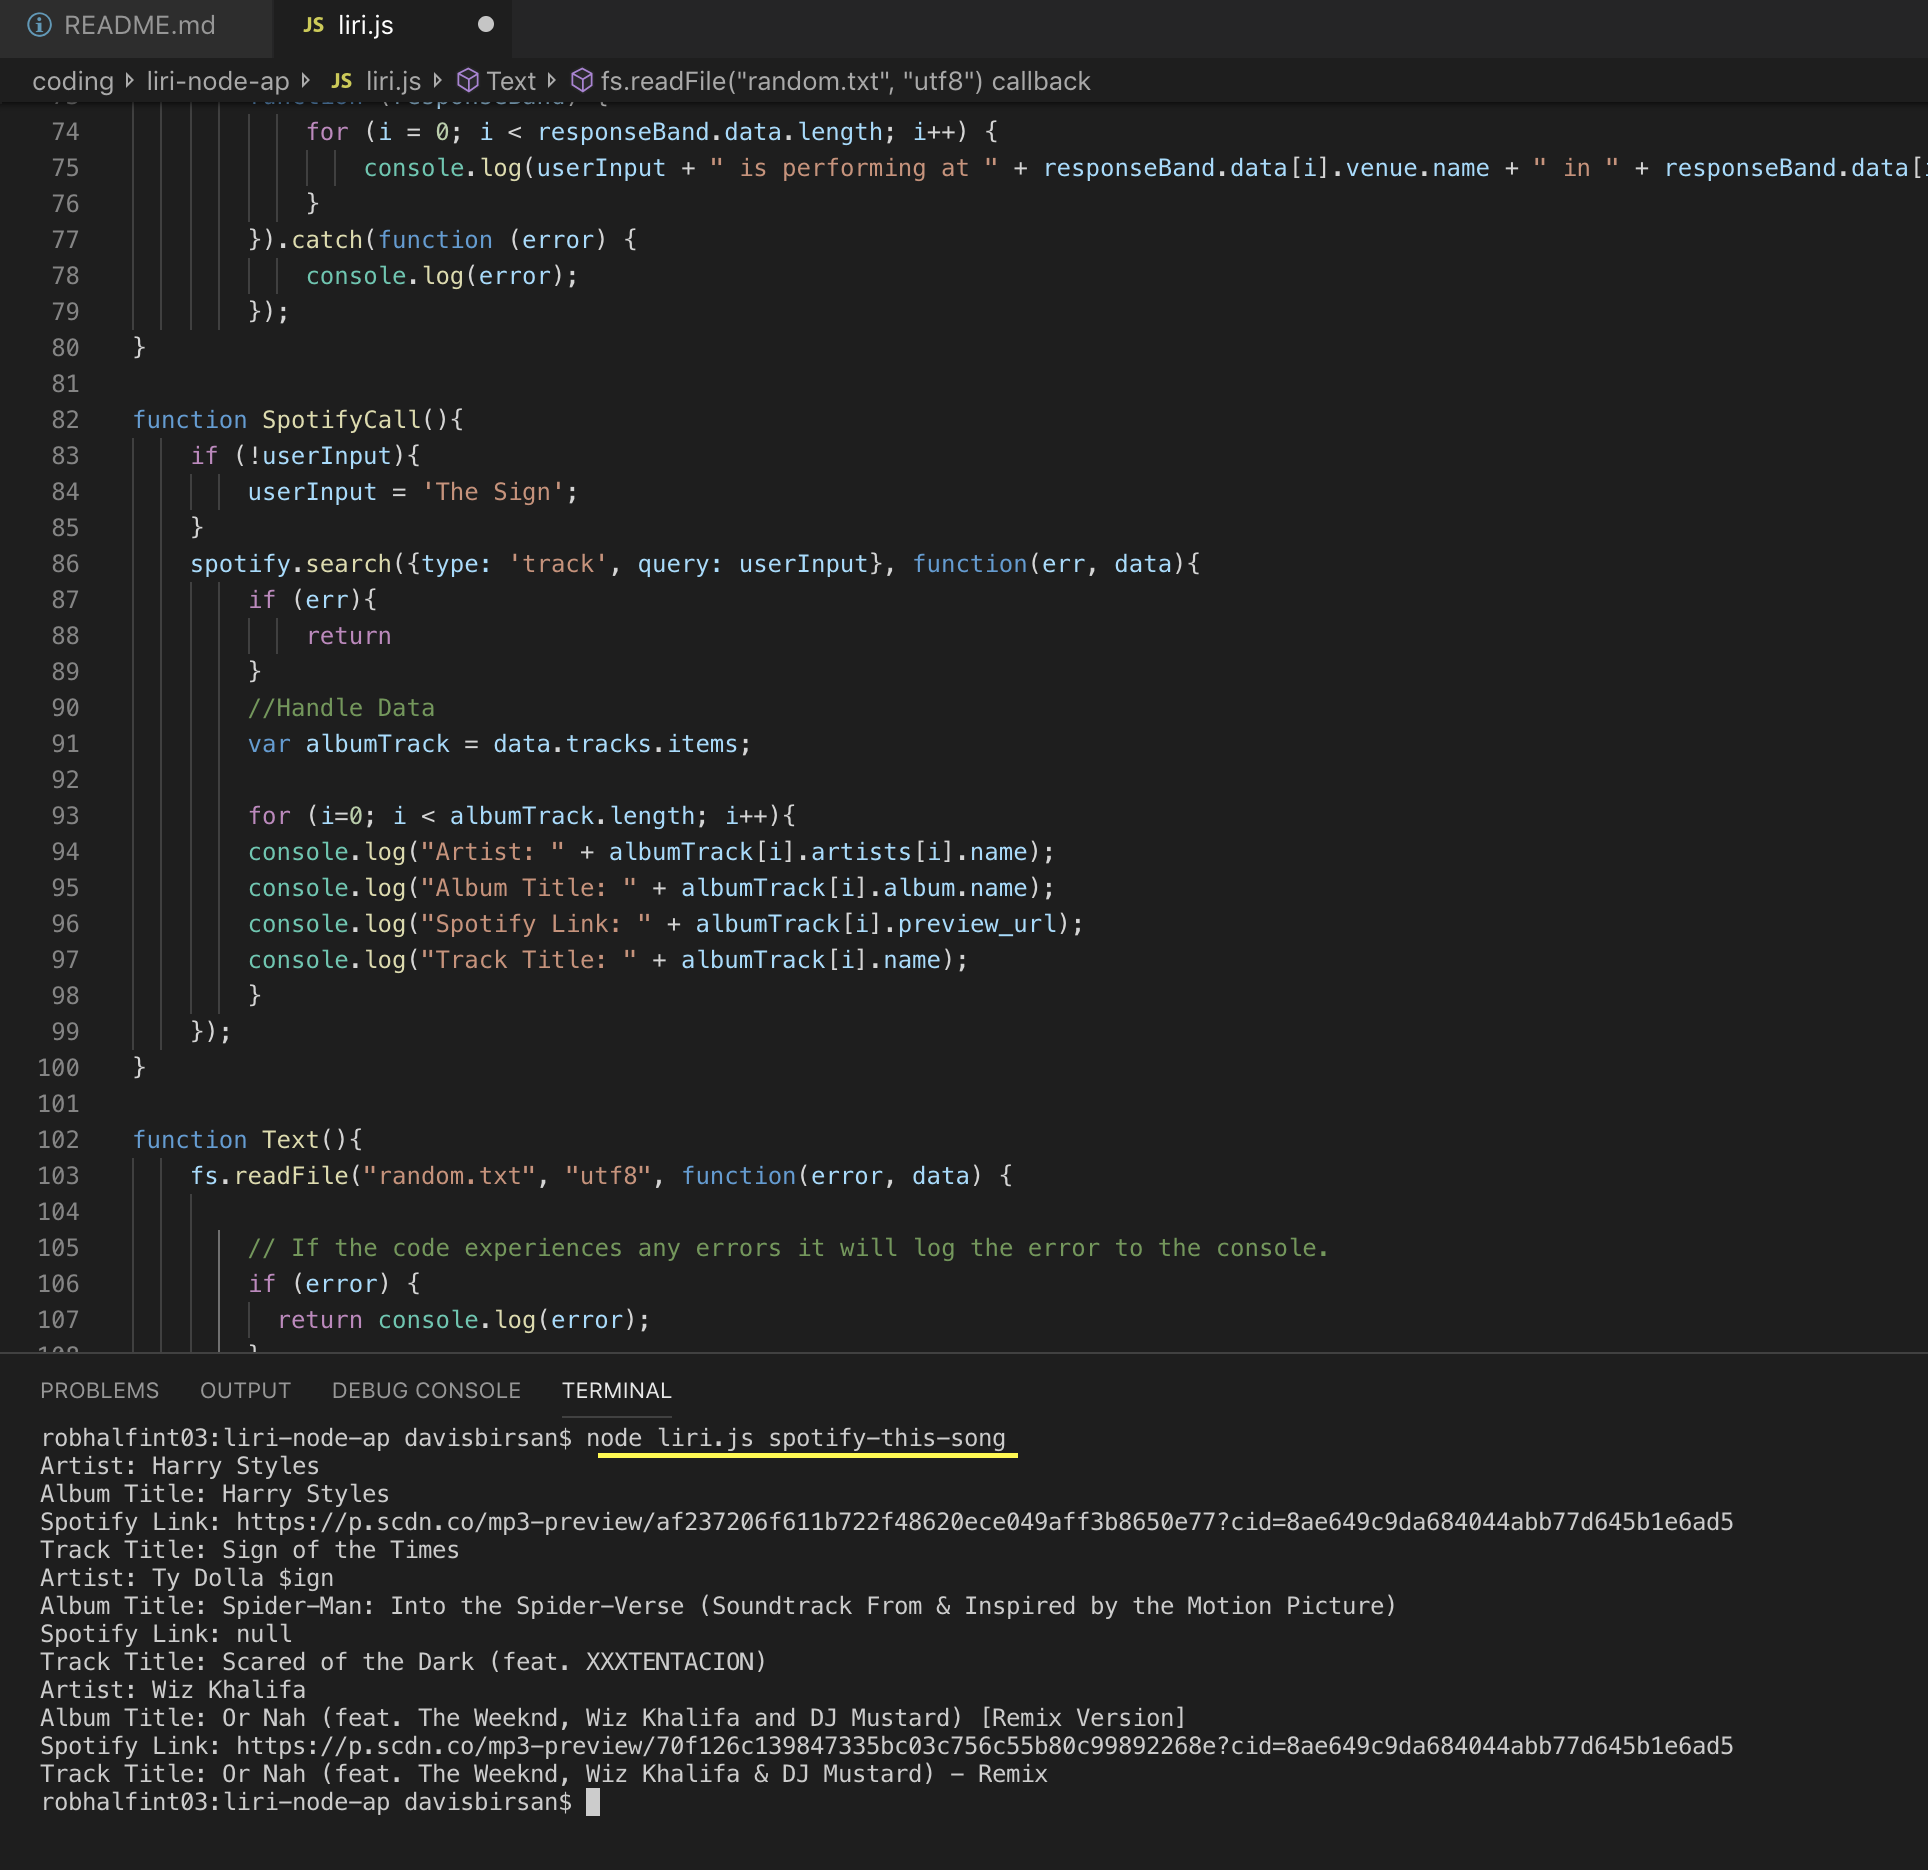 README.md
JS liri.js
coding liri-node-ap JS liri.js Text fs.readFile("random.txt", "utf8") callback
73 function (responseBand) {
74 for (i = 0; i < responseBand.data.length; i++) {
75 console.log(userInput + " is performing at " + responseBand.data[i].venue.name + " in " + responseBand.data[i
76 }
77 }).catch(function (error) {
78 console.log(error);
79 });
80 }
81
82 function SpotifyCall(){
83 if (!userInput){
84 userInput = 'The Sign';
85 }
86 spotify.search({type: 'track', query: userInput}, function(err, data){
87 if (err){
88 return
89 }
90 //Handle Data
91 var albumTrack = data.tracks.items;
92
93 for (i=0; i < albumTrack.length; i++){
94 console.log("Artist: " + albumTrack[i].artists[i].name);
95 console.log("Album Title: " + albumTrack[i].album.name);
96 console.log("Spotify Link: " + albumTrack[i].preview_url);
97 console.log("Track Title: " + albumTrack[i].name);
98 }
99 });
100 }
101
102 function Text(){
103 fs.readFile("random.txt", "utf8", function(error, data) {
104
105 // If the code experiences any errors it will log the error to the console.
106 if (error) {
107 return console.log(error);
108 }
PROBLEMS OUTPUT DEBUG CONSOLE TERMINAL
robhalfint03:liri-node-ap davisbirsan$ node liri.js spotify-this-song
Artist: Harry Styles
Album Title: Harry Styles
Spotify Link: https://p.scdn.co/mp3-preview/af237206f611b722f48620ece049aff3b8650e77?cid=8ae649c9da684044abb77d645b1e6ad5
Track Title: Sign of the Times
Artist: Ty Dolla $ign
Album Title: Spider-Man: Into the Spider-Verse (Soundtrack From & Inspired by the Motion Picture)
Spotify Link: null
Track Title: Scared of the Dark (feat. XXXTENTACION)
Artist: Wiz Khalifa
Album Title: Or Nah (feat. The Weeknd, Wiz Khalifa and DJ Mustard) [Remix Version]
Spotify Link: https://p.scdn.co/mp3-preview/70f126c139847335bc03c756c55b80c99892268e?cid=8ae649c9da684044abb77d645b1e6ad5
Track Title: Or Nah (feat. The Weeknd, Wiz Khalifa & DJ Mustard) - Remix
robhalfint03:liri-node-ap davisbirsan$